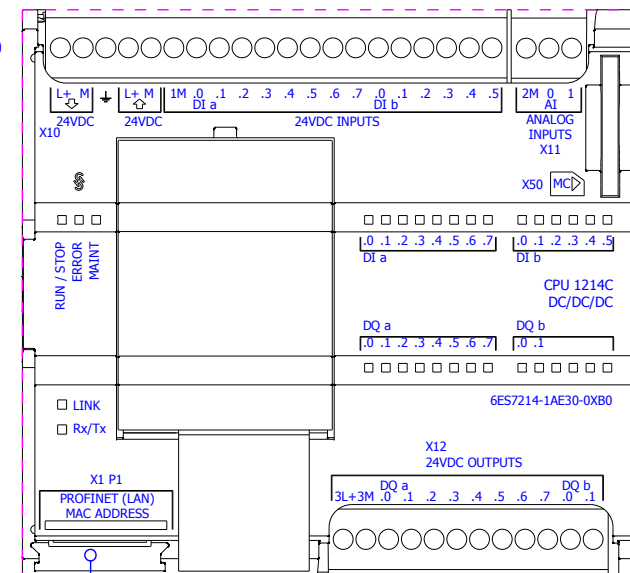 L+ M L+ M 1M .0 .1 .2 .3 .4 .5 .6 .7 .0 .1 .2 .3 .4 .5 2M 0 1
DI a DI b AI
24VDC 24VDC 24VDC INPUTS ANALOG
X10 INPUTS
X11
X50 MC
.0 .1 .2 .3 .4 .5 .6 .7 .0 .1 .2 .3 .4 .5
DI a DI b
RUN / STOP
ERROR
MAINT
CPU 1214C
DC/DC/DC
DQ a DQ b
.0 .1 .2 .3 .4 .5 .6 .7 .0 .1
LINK 6ES7214-1AE30-0XB0
Rx/Tx
X12
24VDC OUTPUTS
X1 P1
DQ a DQ b
3L+3M .0 .1 .2 .3 .4 .5 .6 .7 .0 .1
PROFINET (LAN)
MAC ADDRESS